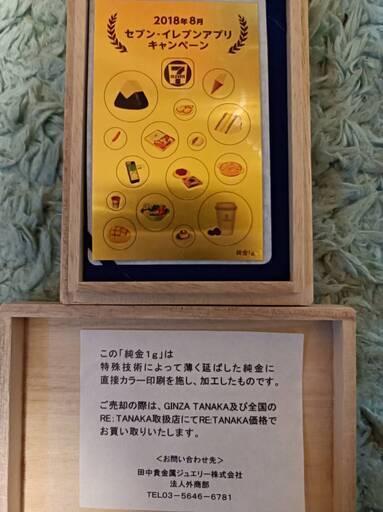 2018年8月
セブン‐イレブンアプリ
キャンペーン
7
ELEVEN
純金1g
この「純金1g」は
特殊技術によって薄く延ばした純金に
直接カラー印刷を施し、加工したものです。
ご売却の際は、GINZA TANAKA及び全国の
RE:TANAKA取扱店にてRE:TANAKA価格で
お買い取りいたします。
＜お問い合わせ先＞
田中貴金属ジュエリー株式会社
法人外商部
TEL03-5646-6781